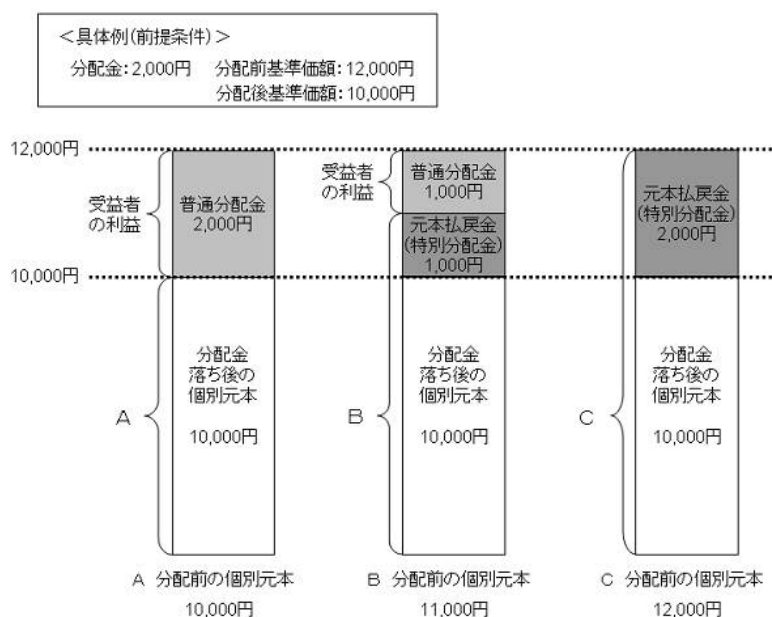 ＜具体例(前提条件)＞
分配金:2,000円　分配前基準価額:12,000円
分配後基準価額:10,000円
12,000円
10,000円
受益者
の利益
普通分配金
2,000円
分配金
落ち後の
個別元本
10,000円
A
A 分配前の個別元本
10,000円
受益者
の利益
普通分配金
1,000円
元本払戻金
(特別分配金)
1,000円
分配金
落ち後の
個別元本
10,000円
B
B 分配前の個別元本
11,000円
元本払戻金
(特別分配金)
2,000円
分配金
落ち後の
個別元本
10,000円
C
C 分配前の個別元本
12,000円